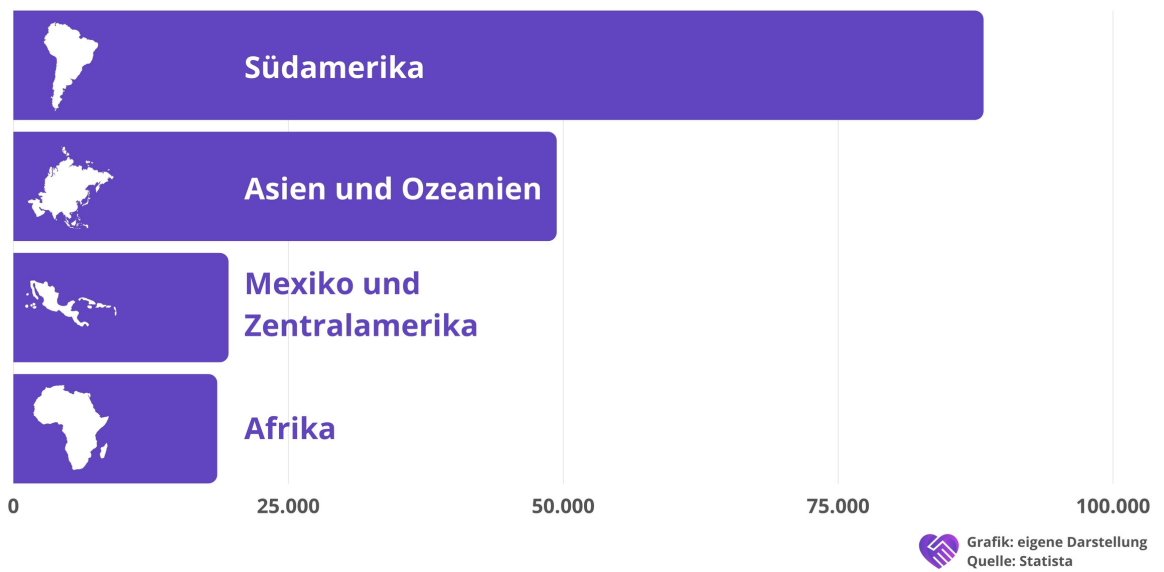 Südamerika
Asien und Ozeanien
Mexiko und
Zentralamerika
Afrika
0 25.000 50.000 75.000 100.000
Grafik: eigene Darstellung
Quelle: Statista